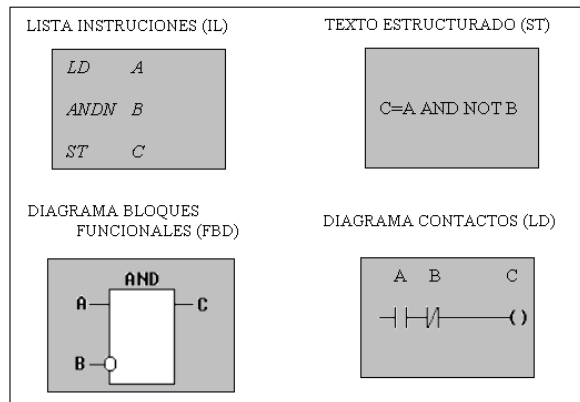 LISTA INSTRUCIONES (IL)
LD A
ANDN B
ST C
TEXTO ESTRUCTURADO (ST)
C=A AND NOT B
DIAGRAMA BLOQUES
FUNCIONALES (FBD)
AND
A
C
B
DIAGRAMA CONTACTOS (LD)
A B C
( )